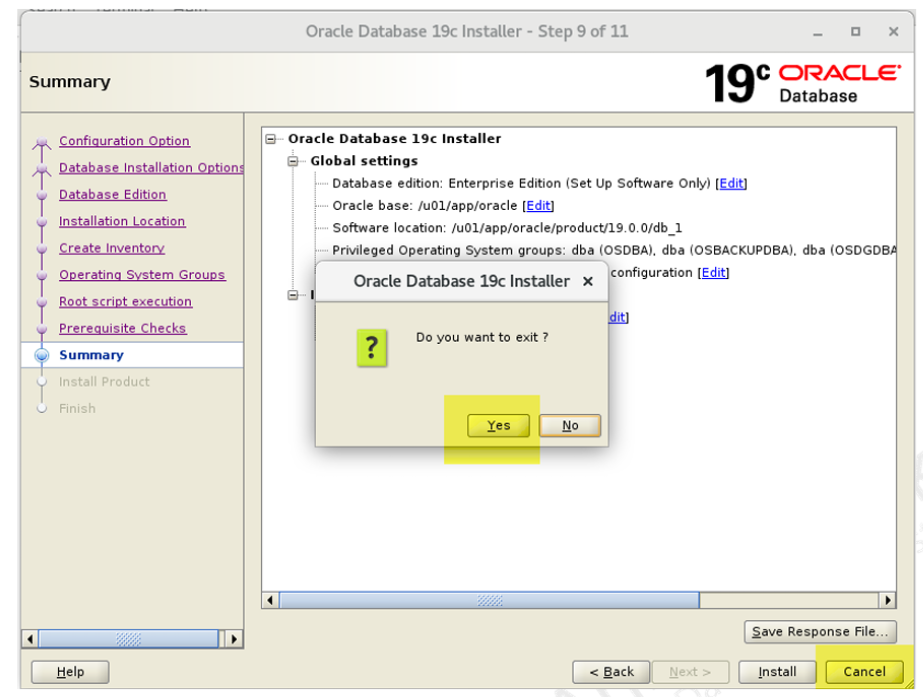 Oracle Database 19c Installer - Step 9 of 11
Summary
19c ORACLE
Database
Configuration Option
Database Installation Options
Database Edition
Installation Location
Create Inventory
Operating System Groups
Root script execution
Prerequisite Checks
Summary
Install Product
Finish
Oracle Database 19c Installer
Global settings
Database edition: Enterprise Edition (Set Up Software Only) [Edit]
Oracle base: /u01/app/oracle [Edit]
Software location: /u01/app/oracle/product/19.0.0/db_1
Privileged Operating System groups: dba (OSDBA), dba (OSBACKUPDBA), dba (OSDGDBA
configuration [Edit]
dit]
Oracle Database 19c Installer
Do you want to exit ?
Yes No
Save Response File...
Help < Back Next > Install Cancel